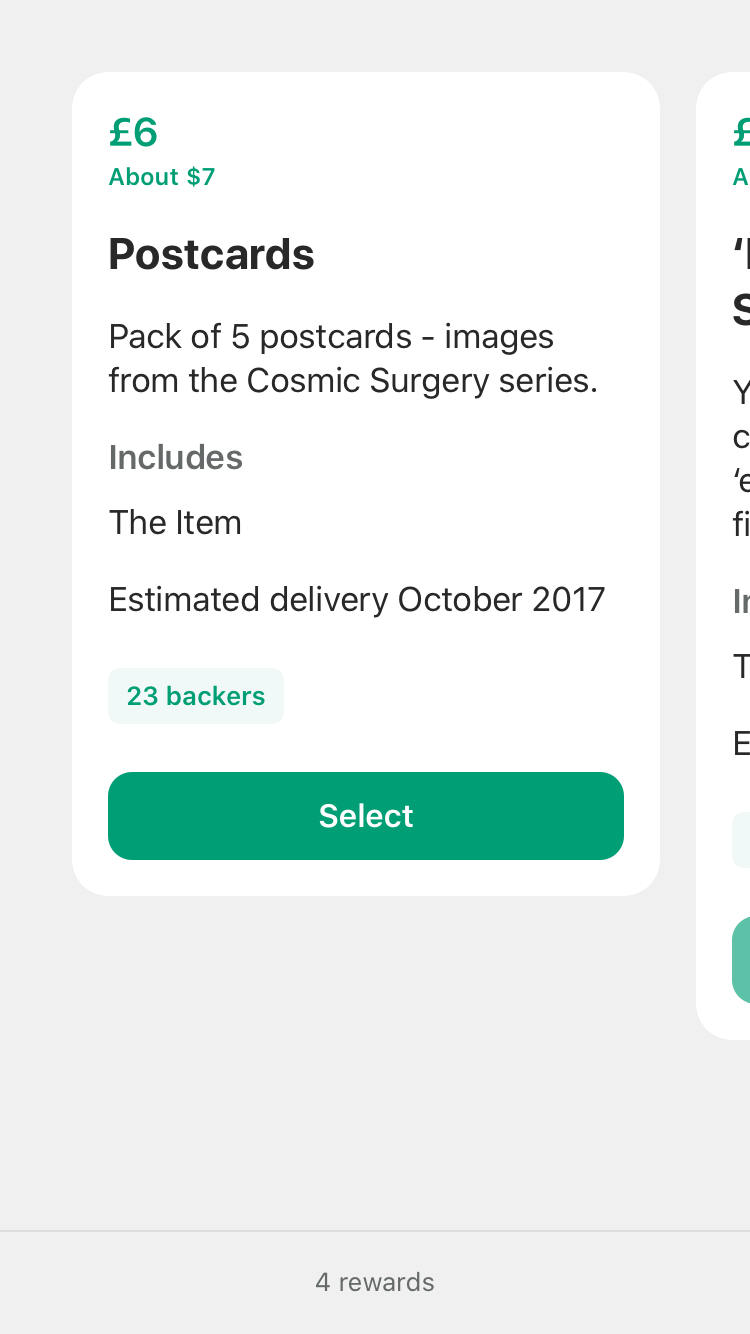 £6
About $7
Postcards
Pack of 5 postcards - images
from the Cosmic Surgery series.
Includes
The Item
Estimated delivery October 2017
23 backers
Select
4 rewards